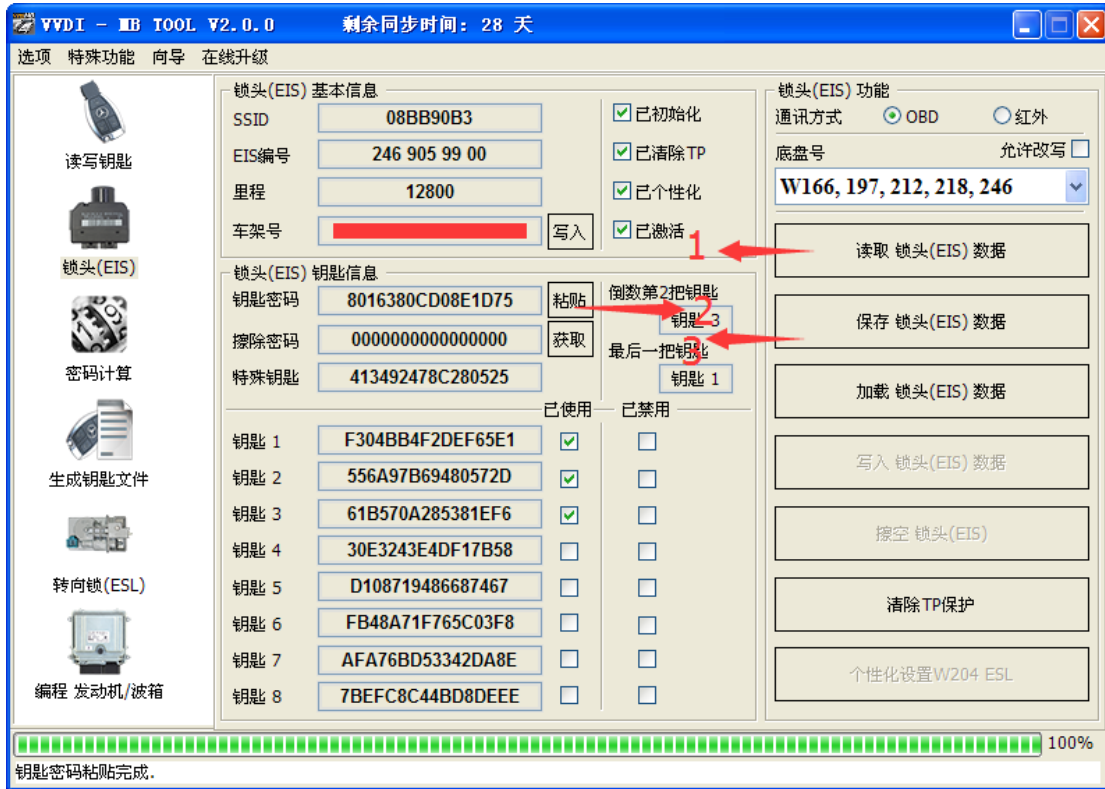 VVDI - MB TOOL V2.0.0 剩余同步时间: 28 天
选项 特殊功能 向导 在线升级
读写钥匙
锁头(EIS)
密码计算
生成钥匙文件
转向锁(ESL)
编程 发动机/波箱
锁头(EIS) 基本信息
SSID 08BB90B3 已初始化
EIS编号 246 905 99 00 已清除TP
里程 12800 已个性化
车架号 写入 已激活
1
锁头(EIS) 钥匙信息
钥匙密码 8016380CD08E1D75 粘贴 倒数第2把钥匙
2
钥匙 3
擦除密码 0000000000000000 获取
3
最后一把钥匙
特殊钥匙 413492478C280525 钥匙 1
已使用 已禁用
钥匙 1 F304BB4F2DEF65E1
钥匙 2 556A97B69480572D
钥匙 3 61B570A285381EF6
钥匙 4 30E3243E4DF17B58
钥匙 5 D108719486687467
钥匙 6 FB48A71F765C03F8
钥匙 7 AFA76BD53342DA8E
钥匙 8 7BEFC8C44BD8DEEE
锁头(EIS) 功能
通讯方式 OBD 红外
底盘号 允许改写
W166, 197, 212, 218, 246
读取 锁头(EIS) 数据
保存 锁头(EIS) 数据
加载 锁头(EIS) 数据
写入 锁头(EIS) 数据
擦空 锁头(EIS)
清除TP保护
个性化设置W204 ESL
100%
钥匙密码粘贴完成.